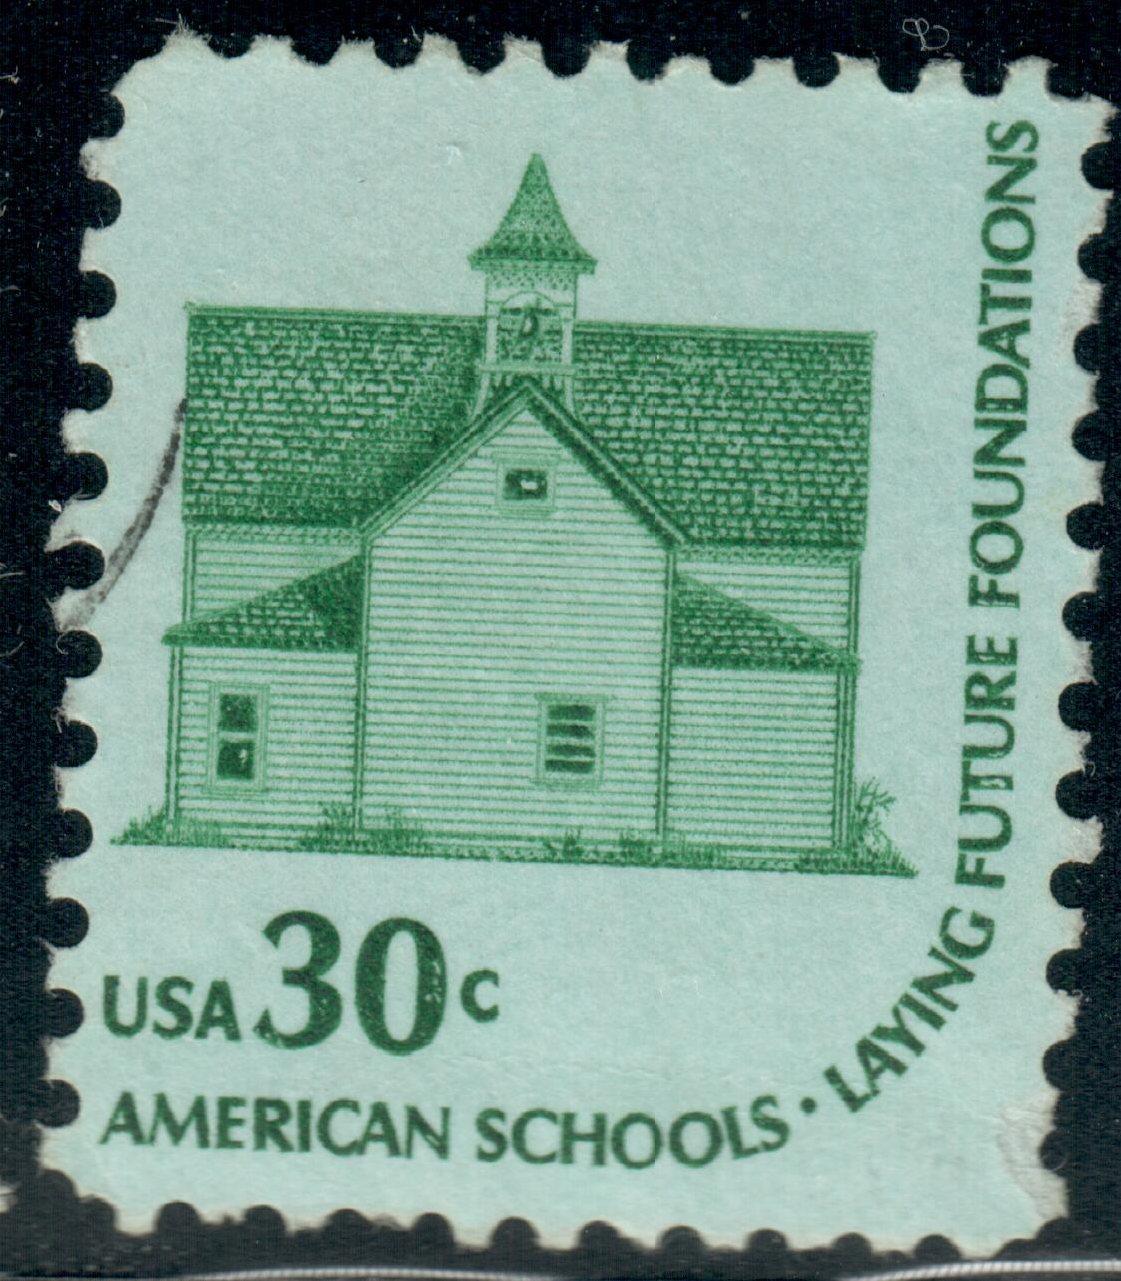 USA 30c
AMERICAN SCHOOLS · LAYING FUTURE FOUNDATIONS